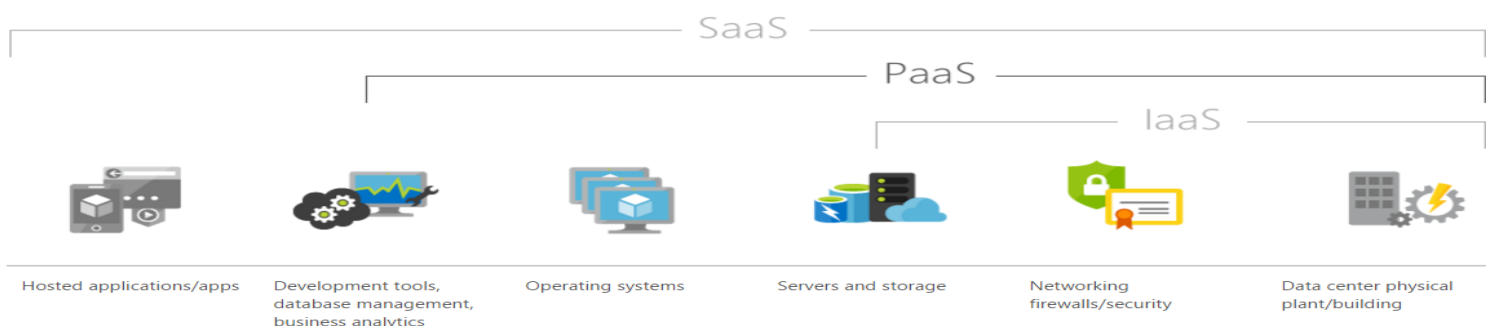 SaaS
PaaS
IaaS
Hosted applications/apps
Development tools,
database management,
business analytics
Operating systems
Servers and storage
Networking
firewalls/security
Data center physical
plant/building